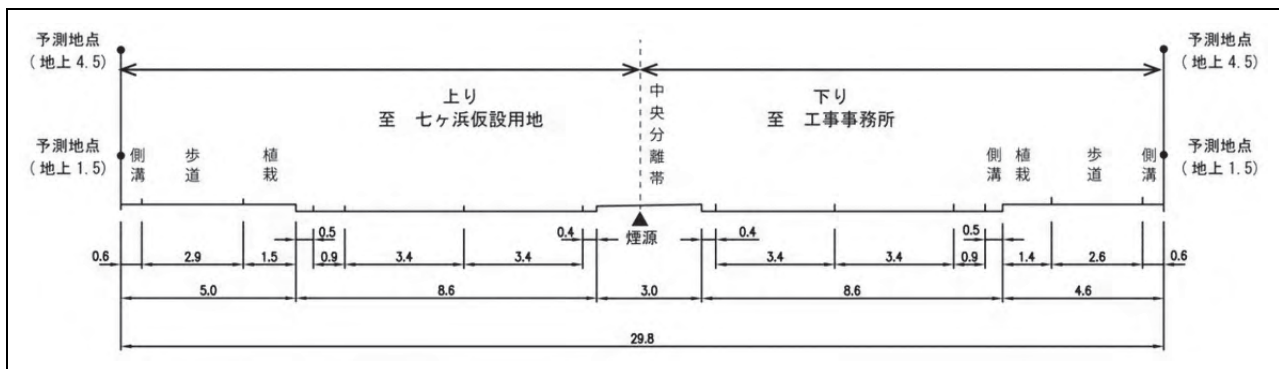 予測地点
(地上 4.5)
予測地点
(地上 4.5)
上り
至 七ヶ浜仮設用地
中央分離帯
下り
至 工事事務所
予測地点
(地上 1.5)
側溝
歩道
植栽
側溝
植栽
歩道
側溝
予測地点
(地上 1.5)
煙源
0.5
0.4
0.4
0.5
0.6
2.9
1.5
0.9
3.4
3.4
3.4
3.4
0.9
1.4
2.6
0.6
5.0
8.6
3.0
8.6
4.6
29.8